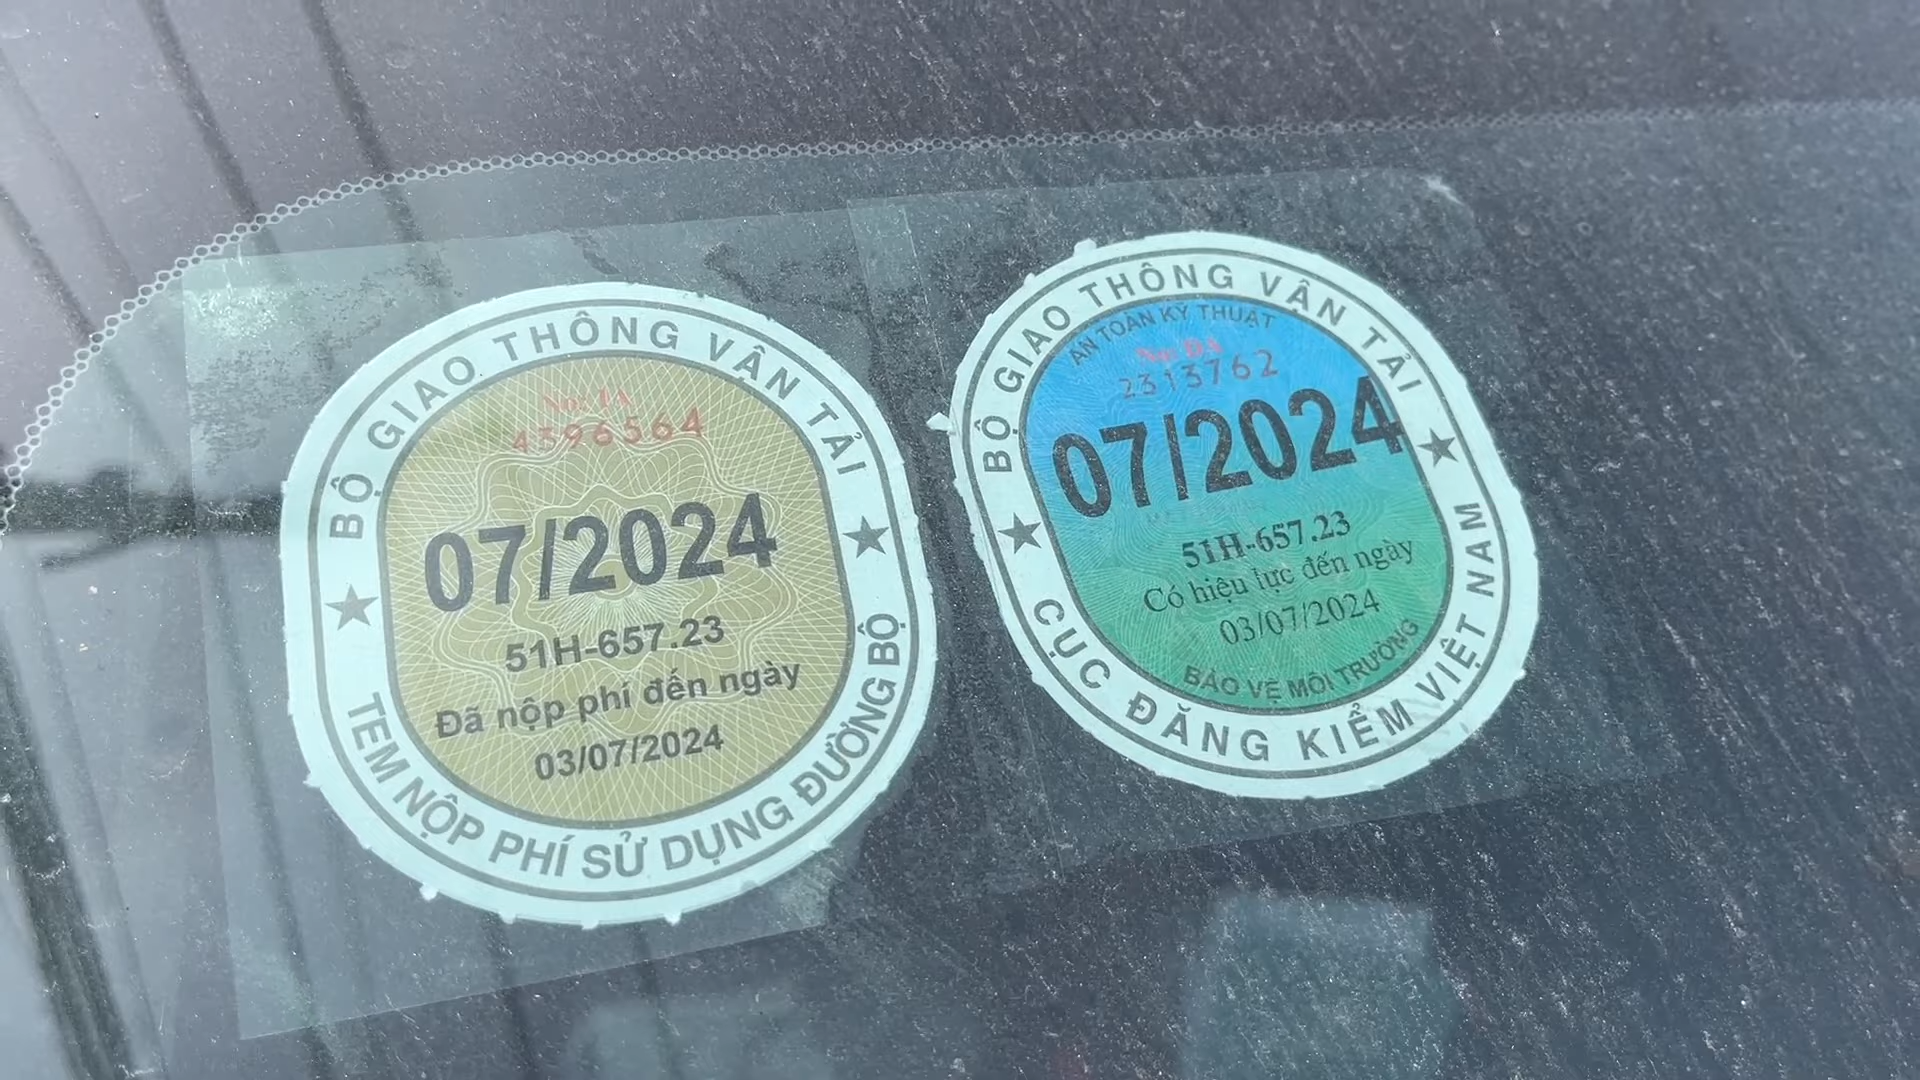 BỘ GIAO THÔNG VẬN TẢI
4396564
07/2024
51H-657.23
Đã nộp phí đến ngày
03/07/2024
TEM NỘP PHÍ SỬ DỤNG ĐƯỜNG BỘ
BỘ GIAO THÔNG VẬN TẢI
AN TOÀN KỸ THUẬT
2313762
07/2024
51H-657.23
Có hiệu lực đến ngày
03/07/2024
BẢO VỆ MÔI TRƯỜNG
CỤC ĐĂNG KIỂM VIỆT NAM